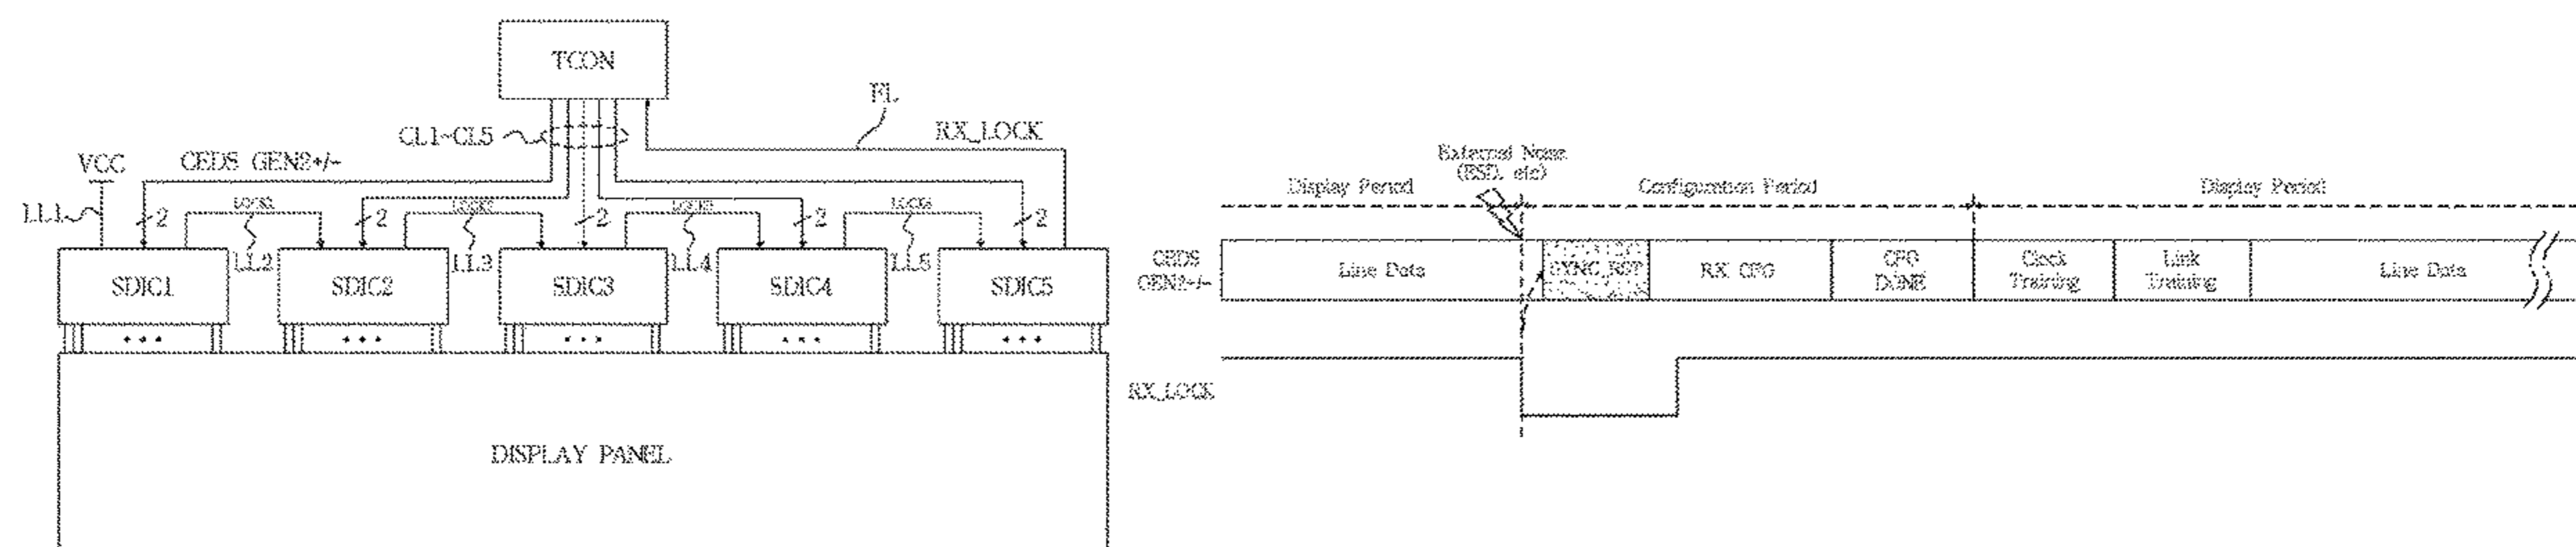 TCON
FL
CL1~CL5
RX_LOCK
VCC
CEDS GEN2+/-
LL1
2
2
2
2
2
LL2
LL3
LL4
LL5
SDIC1
SDIC2
SDIC3
SDIC4
SDIC5
DISPLAY PANEL
External Noise
(ESD, etc)
Display Period
Configuration Period
Display Period
CEDS
GEN2+/-
Line Data
SYNC_RST
RX CFG
CFG
DONE
Clock
Training
Link
Training
Line Data
RX_LOCK